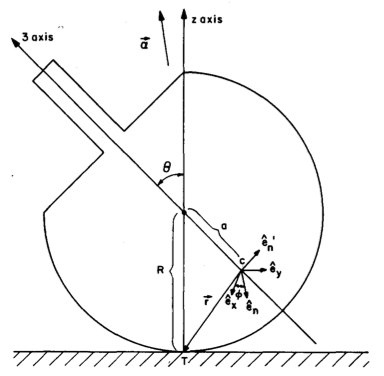 z axis
3 axis
α⃗
θ
a
R
c
ê_n'
ê_y
r⃗
ê_x
φ
ê_n
T